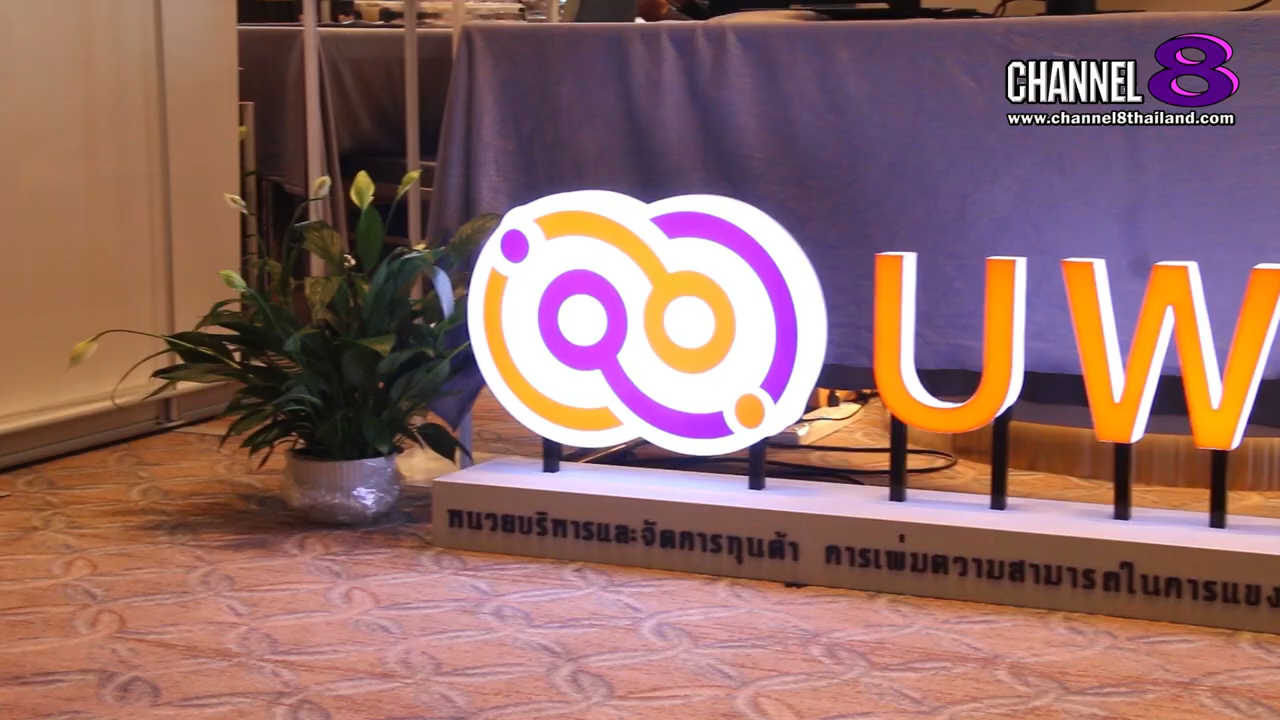 CHANNEL 8
www.channel8thailand.com
UW
หน่วยบริหารและจัดการทุนด้าน การเพิ่มความสามารถในการแข่ง